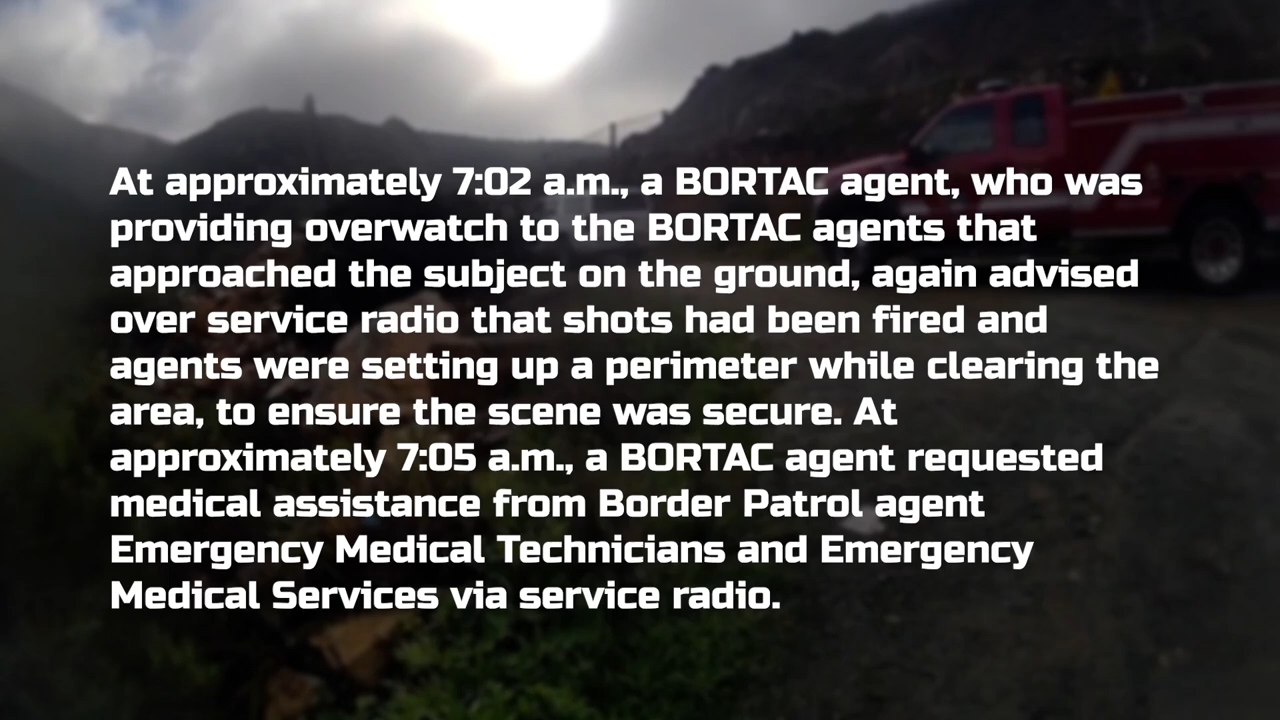 At approximately 7:02 a.m., a BORTAC agent, who was
providing overwatch to the BORTAC agents that
approached the subject on the ground, again advised
over service radio that shots had been fired and
agents were setting up a perimeter while clearing the
area, to ensure the scene was secure. At
approximately 7:05 a.m., a BORTAC agent requested
medical assistance from Border Patrol agent
Emergency Medical Technicians and Emergency
Medical Services via service radio.